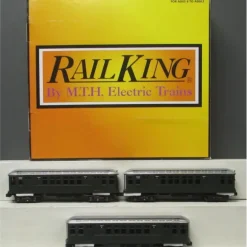 RAILKING®
By M.T.H. Electric Trains